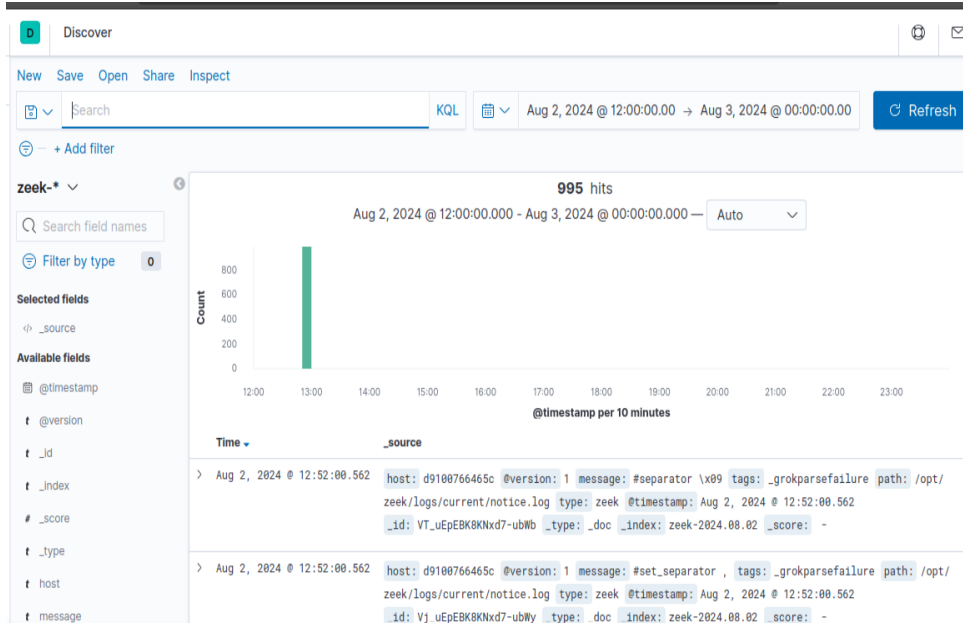 D Discover
New Save Open Share Inspect
Search KQL Aug 2, 2024 @ 12:00:00.00 → Aug 3, 2024 @ 00:00:00.00 Refresh
+ Add filter
zeek-*
995 hits
Search field names
Aug 2, 2024 @ 12:00:00.000 - Aug 3, 2024 @ 00:00:00.000 — Auto
Filter by type 0
Selected fields
_source
Available fields
@timestamp
t @version
t _id
t _index
# _score
t _type
t host
t message
Count
800
600
400
200
0
12:00 13:00 14:00 15:00 16:00 17:00 18:00 19:00 20:00 21:00 22:00 23:00
@timestamp per 10 minutes
Time _source
Aug 2, 2024 @ 12:52:00.562 host: d9100766465c @version: 1 message: #separator \x09 tags: _grokparsefailure path: /opt/
zeek/logs/current/notice.log type: zeek @timestamp: Aug 2, 2024 @ 12:52:00.562
_id: VT_uEpEBK8KNxd7-ubWb _type: _doc _index: zeek-2024.08.02 _score: -
Aug 2, 2024 @ 12:52:00.562 host: d9100766465c @version: 1 message: #set_separator , tags: _grokparsefailure path: /opt/
zeek/logs/current/notice.log type: zeek @timestamp: Aug 2, 2024 @ 12:52:00.562
_id: Vj_uEpEBK8KNxd7-ubWy _type: _doc _index: zeek-2024.08.02 _score: -